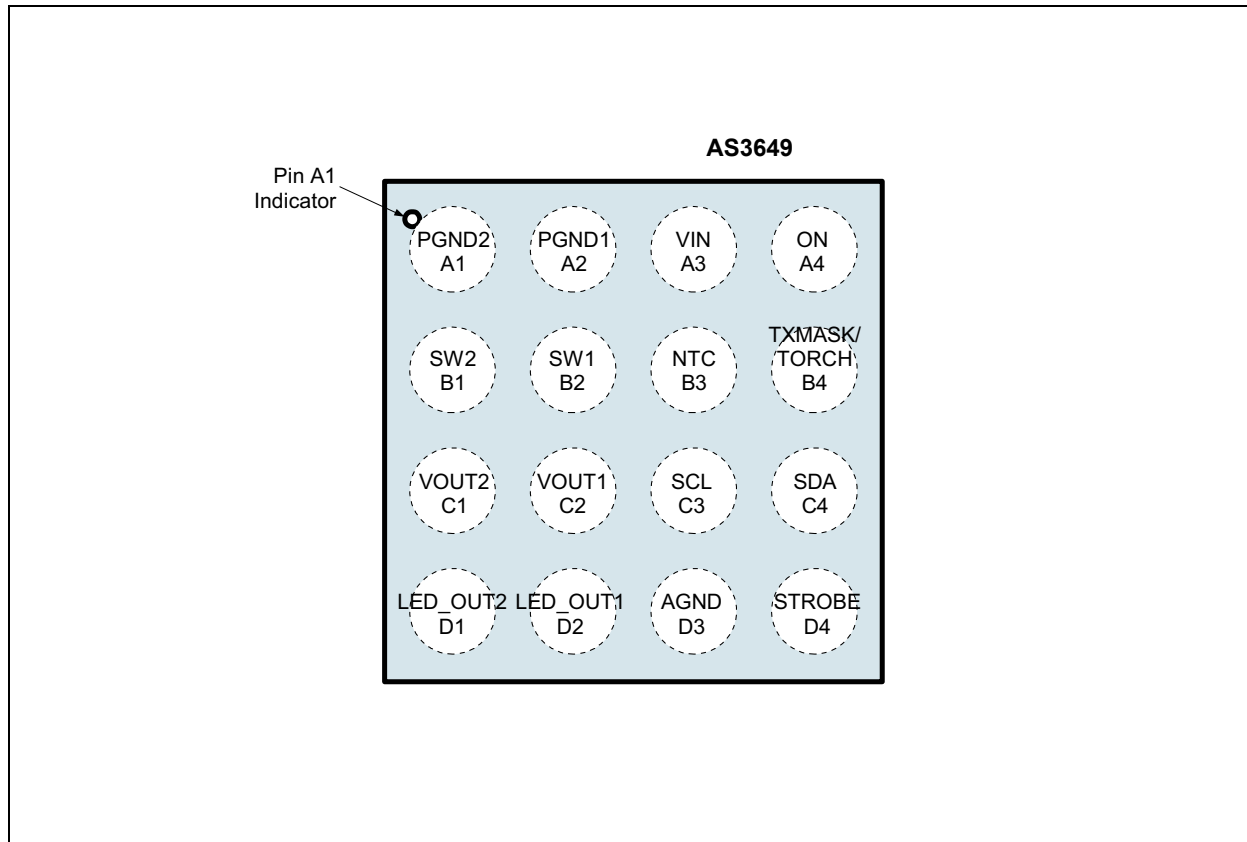 AS3649
Pin A1
Indicator
PGND2
A1
PGND1
A2
VIN
A3
ON
A4
SW2
B1
SW1
B2
NTC
B3
TXMASK/
TORCH
B4
VOUT2
C1
VOUT1
C2
SCL
C3
SDA
C4
LED_OUT2
D1
LED_OUT1
D2
AGND
D3
STROBE
D4